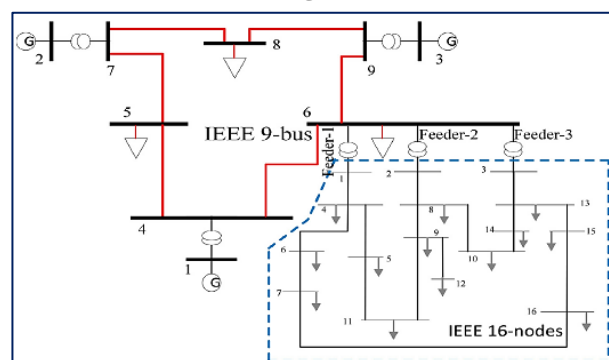 G 2 7 8 9 G 3
5 IEEE 9-bus 6
Feeder-1 Feeder-2 Feeder-3
4
1 G
1 2 3
4 8 13
6 5 9 14 15
10
7 12
11 16
IEEE 16-nodes